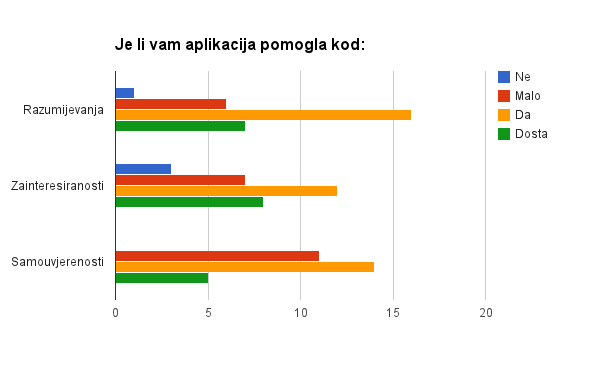 Je li vam aplikacija pomogla kod:
Ne
Malo
Da
Dosta
Razumijevanja
Zainteresiranosti
Samouvjerenosti
0 5 10 15 20